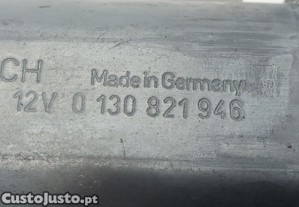 CH Made in Germany
12V 0 130 821 946
CustoJusto.pt